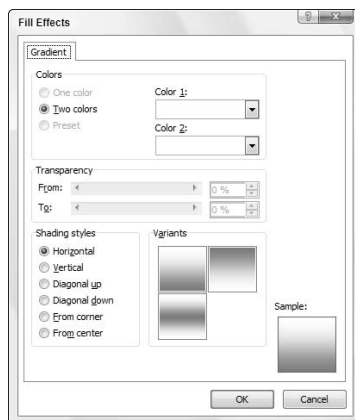 Fill Effects
Gradient
Colors
One color
Two colors
Preset
Color 1:
Color 2:
Transparency
From:
0 %
To:
0 %
Shading styles
Horizontal
Vertical
Diagonal up
Diagonal down
From corner
From center
Variants
Sample:
OK
Cancel